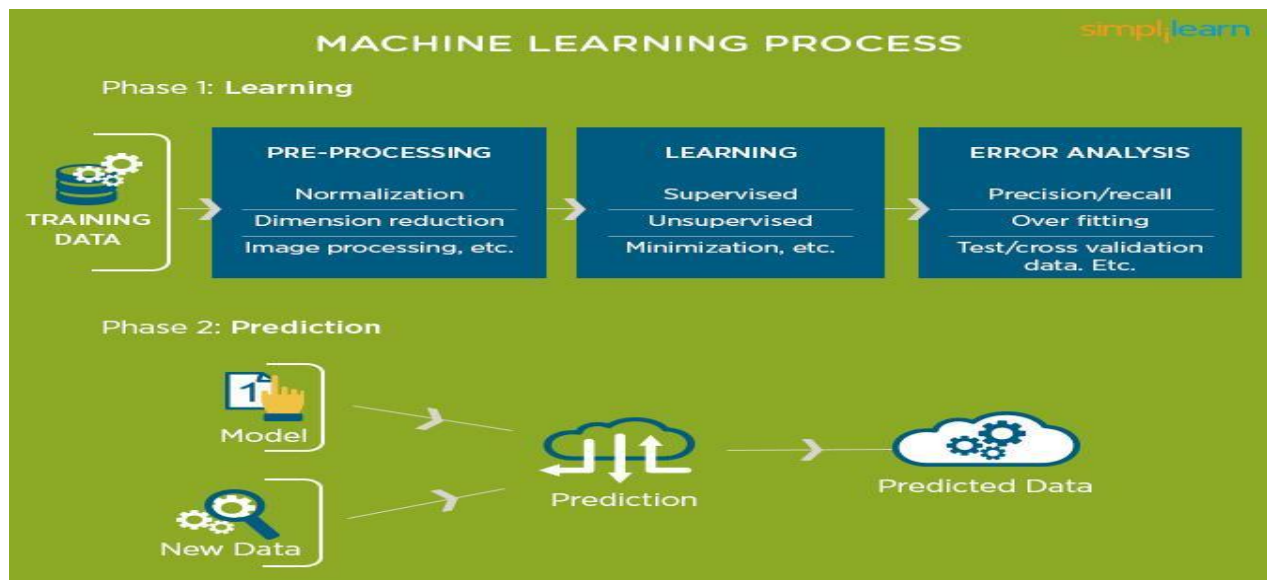 MACHINE LEARNING PROCESS
simplilearn
Phase 1: Learning
TRAINING
DATA
PRE-PROCESSING
Normalization
Dimension reduction
Image processing, etc.
LEARNING
Supervised
Unsupervised
Minimization, etc.
ERROR ANALYSIS
Precision/recall
Over fitting
Test/cross validation
data. Etc.
Phase 2: Prediction
1
Model
New Data
Prediction
Predicted Data